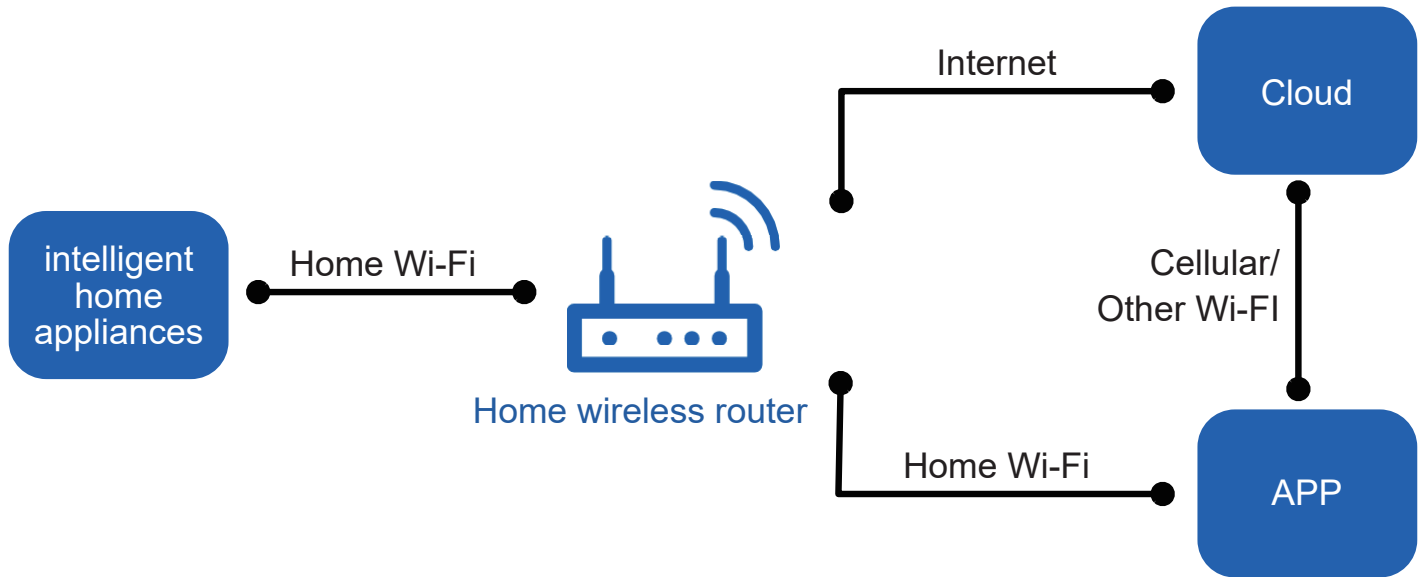 Internet
Cloud
intelligent
home
appliances
Home Wi-Fi
Cellular/
Other Wi-FI
Home wireless router
Home Wi-Fi
APP